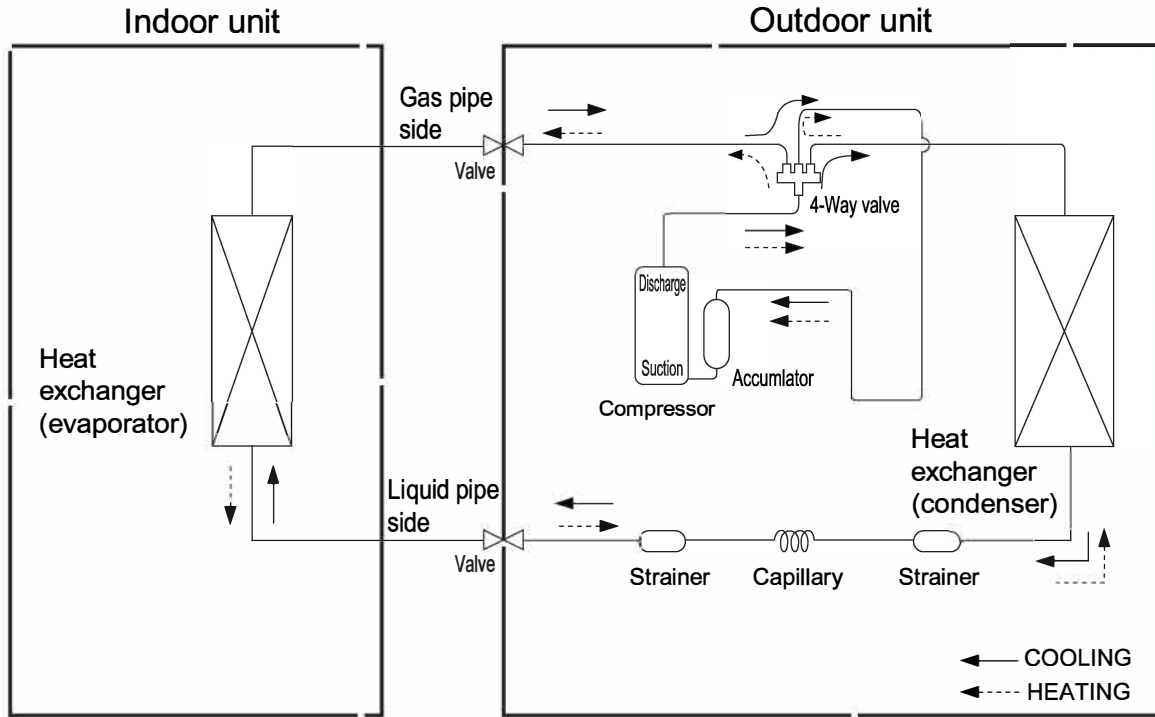 Indoor unit
Outdoor unit
Gas pipe
side
Valve
4-Way valve
Discharge
Suction
Compressor
Accumlator
Heat
exchanger
(evaporator)
Heat
exchanger
(condenser)
Liquid pipe
side
Valve
Strainer
Capillary
Strainer
COOLING
HEATING